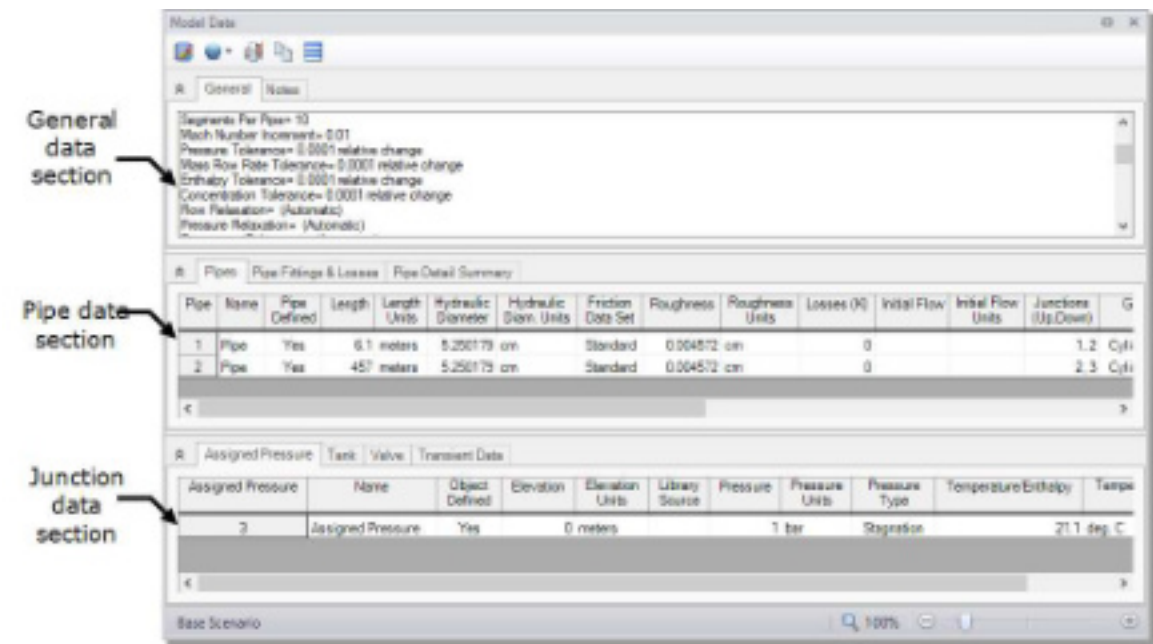 Model Data
General Notes
General data section
Segments Per Pipe= 10
Mach Number Increment= 0.01
Pressure Tolerance= 0.0001 relative change
Mass Flow Rate Tolerance= 0.0001 relative change
Enthalpy Tolerance= 0.0001 relative change
Concentration Tolerance= 0.0001 relative change
Flow Relaxation= (Automatic)
Pressure Relaxation= (Automatic)
Pipes Pipe Fittings & Losses Pipe Detail Summary
Pipe data section
Pipe Name Pipe Defined Length Length Units Hydraulic Diameter Hydraulic Diam. Units Friction Data Set Roughness Roughness Units Losses (K) Initial Flow Initial Flow Units Junctions (Up,Down) G
1 Pipe Yes 6.1 meters 5.250179 cm Standard 0.004572 cm 0 1, 2 Cyli
2 Pipe Yes 457 meters 5.250179 cm Standard 0.004572 cm 0 2, 3 Cyli
Assigned Pressure Tank Valve Transient Data
Junction data section
Assigned Pressure Name Object Defined Elevation Elevation Units Library Source Pressure Pressure Units Pressure Type Temperature/Enthalpy Tempe
3 Assigned Pressure Yes 0 meters 1 bar Stagnation 21.1 deg. C
Base Scenario 100%